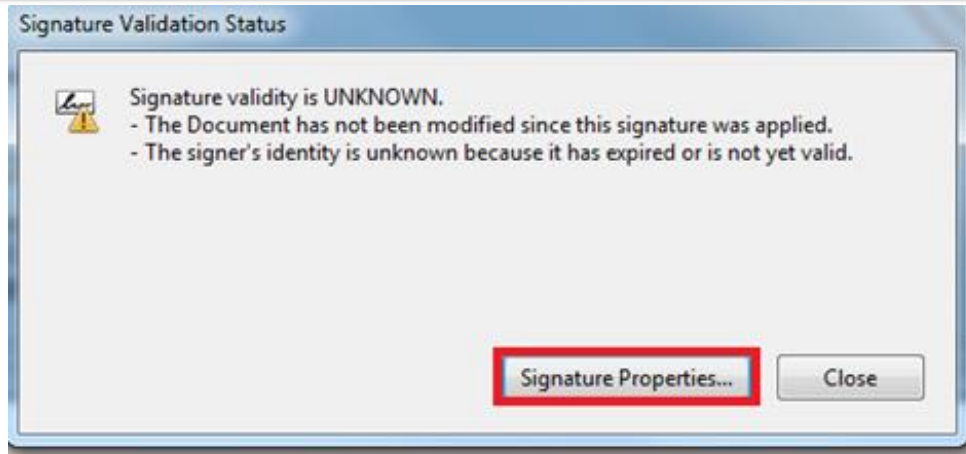 Signature Validation Status
Signature validity is UNKNOWN.
- The Document has not been modified since this signature was applied.
- The signer's identity is unknown because it has expired or is not yet valid.
Signature Properties...
Close